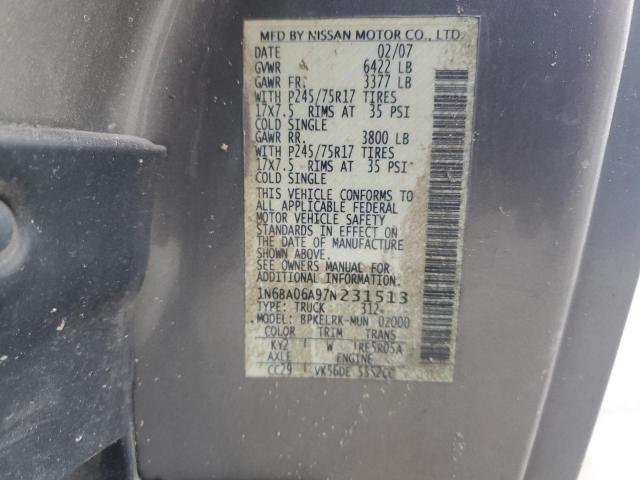 MFD BY NISSAN MOTOR CO., LTD.
DATE 02/07
GVWR 6422 LB
GAWR FR. 3377 LB
WITH P245/75R17 TIRES
17X7.5 RIMS AT 35 PSI
COLD SINGLE
GAWR RR. 3800 LB
WITH P245/75R17 TIRES
17X7.5 RIMS AT 35 PSI
COLD SINGLE
THIS VEHICLE CONFORMS TO
ALL APPLICABLE FEDERAL
MOTOR VEHICLE SAFETY
STANDARDS IN EFFECT ON
THE DATE OF MANUFACTURE
SHOWN ABOVE.
SEE OWNERS MANUAL FOR
ADDITIONAL INFORMATION.
1N6BA06A97N231513
TYPE: TRUCK 312
MODEL: BPKELRK-MUN 02000
COLOR TRIM TRANS
KY2 W RE5R05A
AXLE ENGINE
CC29 VK56DE 5552CC